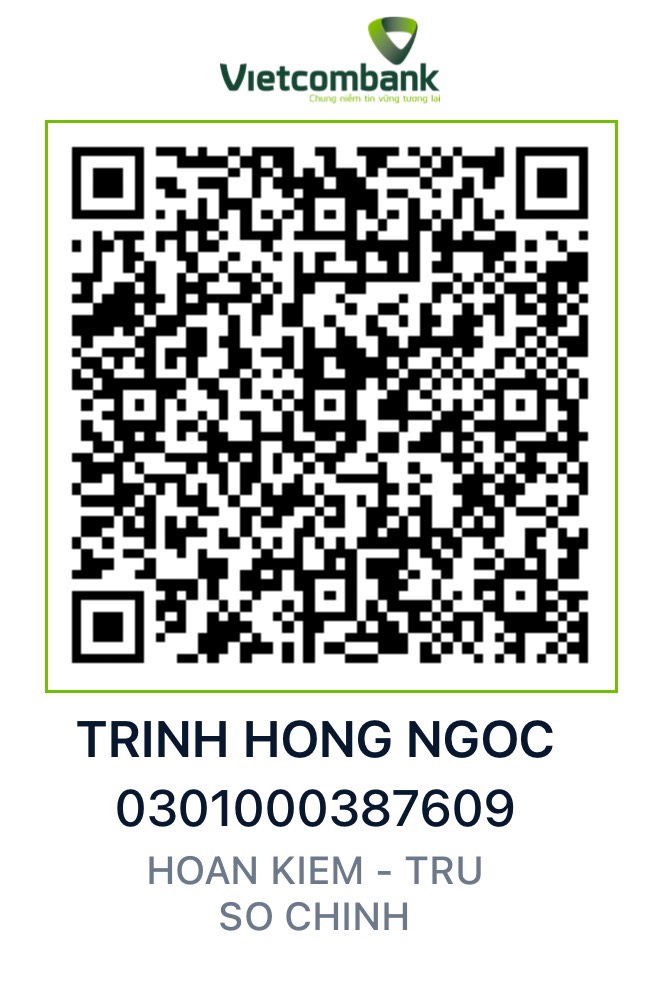 Vietcombank
Chung niềm tin vững tương lai
TRINH HONG NGOC
0301000387609
HOAN KIEM - TRU
SO CHINH